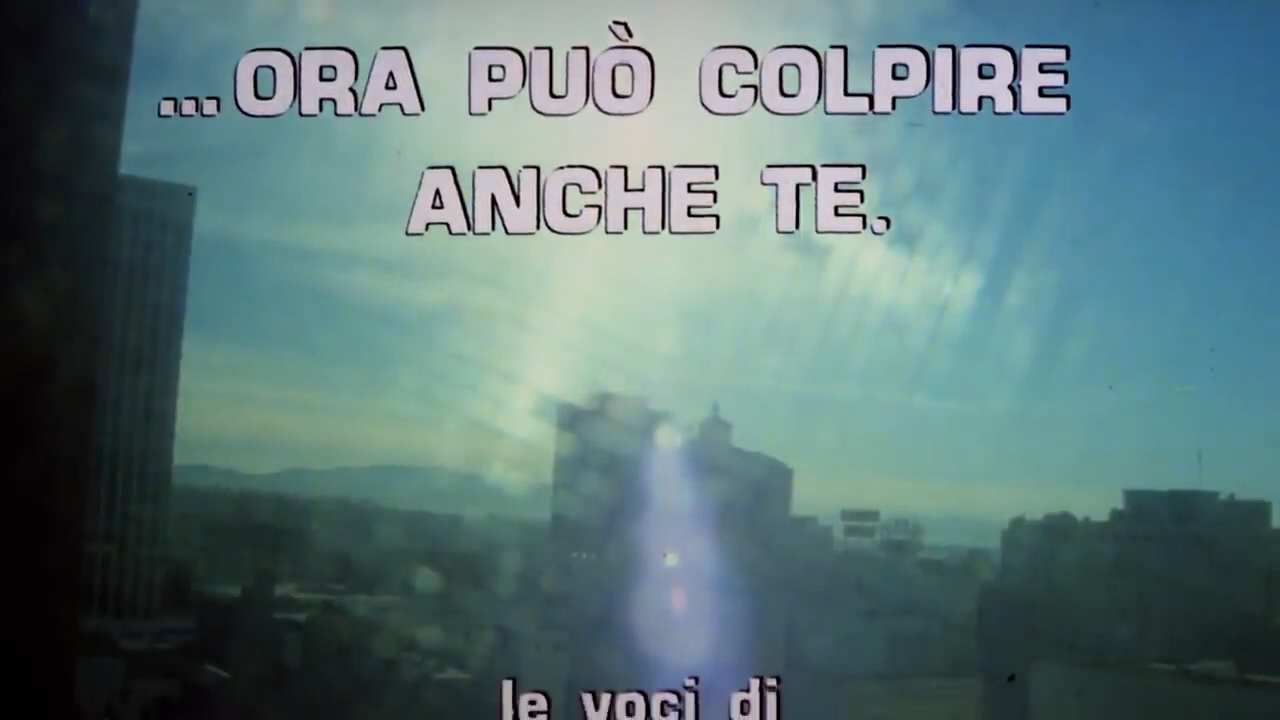 ...ORA PUÒ COLPIRE
ANCHE TE.
le voci di